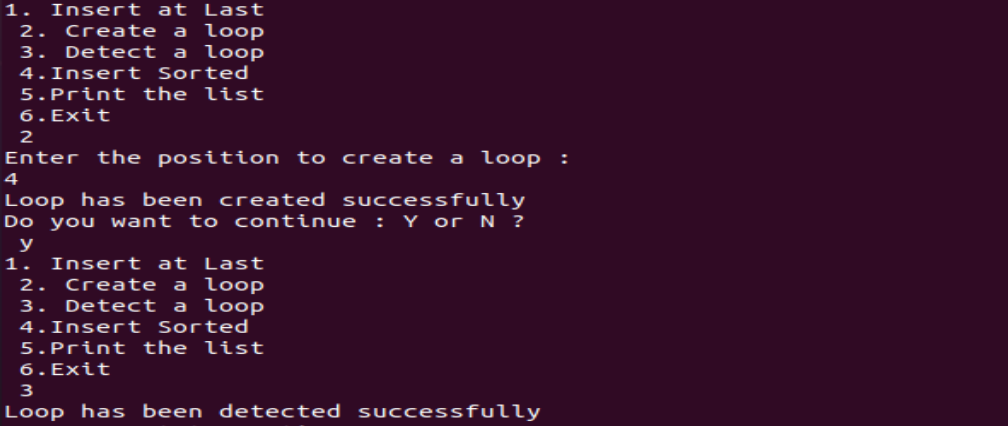 1. Insert at Last
2. Create a loop
3. Detect a loop
4.Insert Sorted
5.Print the list
6.Exit
2
Enter the position to create a loop :
4
Loop has been created successfully
Do you want to continue : Y or N ?
y
1. Insert at Last
2. Create a loop
3. Detect a loop
4.Insert Sorted
5.Print the list
6.Exit
3
Loop has been detected successfully